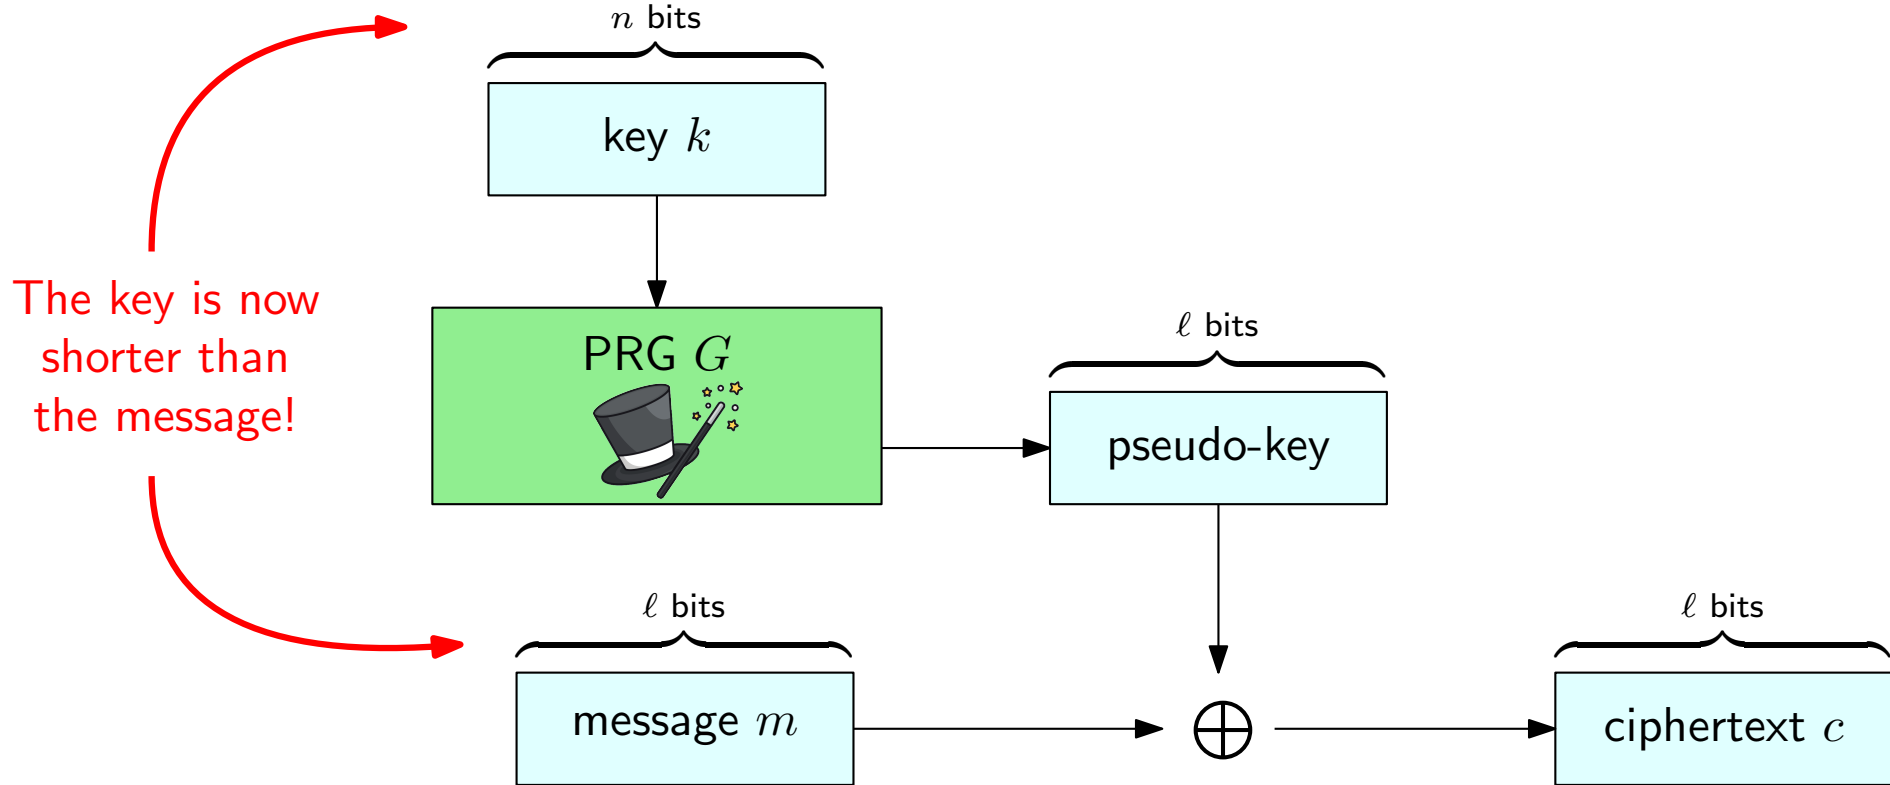 n bits
key k
The key is now
shorter than
the message!
PRG G
ℓ bits
pseudo-key
ℓ bits
message m
⊕
ℓ bits
ciphertext c